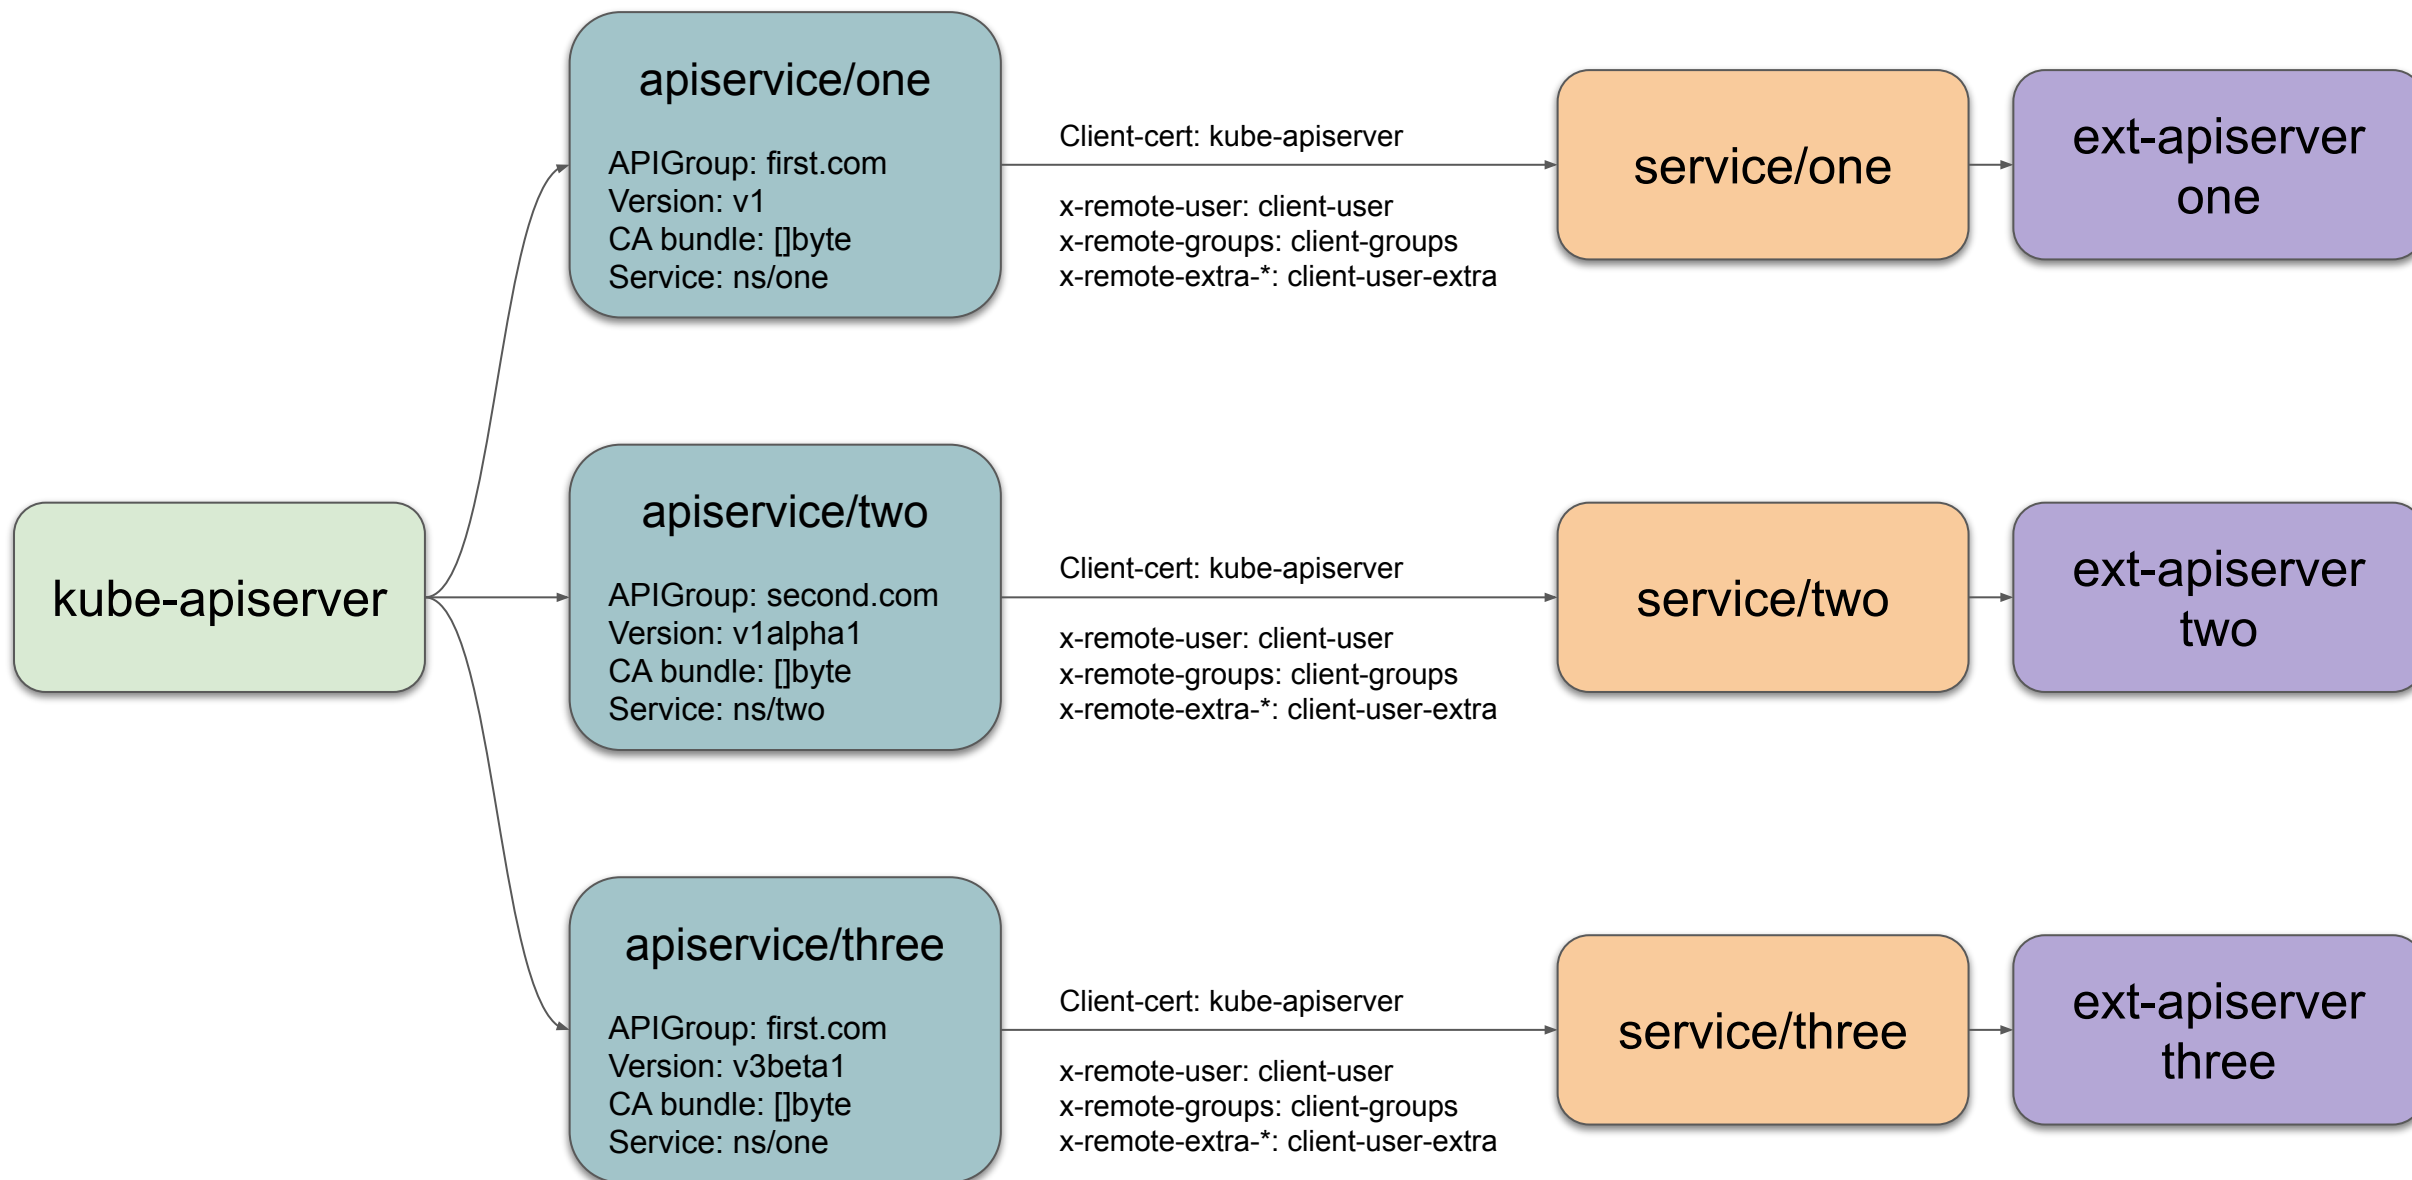 kube-apiserver
apiservice/one
APIGroup: first.com
Version: v1
CA bundle: []byte
Service: ns/one
Client-cert: kube-apiserver
x-remote-user: client-user
x-remote-groups: client-groups
x-remote-extra-*: client-user-extra
service/one
ext-apiserver
one
apiservice/two
APIGroup: second.com
Version: v1alpha1
CA bundle: []byte
Service: ns/two
Client-cert: kube-apiserver
x-remote-user: client-user
x-remote-groups: client-groups
x-remote-extra-*: client-user-extra
service/two
ext-apiserver
two
apiservice/three
APIGroup: first.com
Version: v3beta1
CA bundle: []byte
Service: ns/one
Client-cert: kube-apiserver
x-remote-user: client-user
x-remote-groups: client-groups
x-remote-extra-*: client-user-extra
service/three
ext-apiserver
three